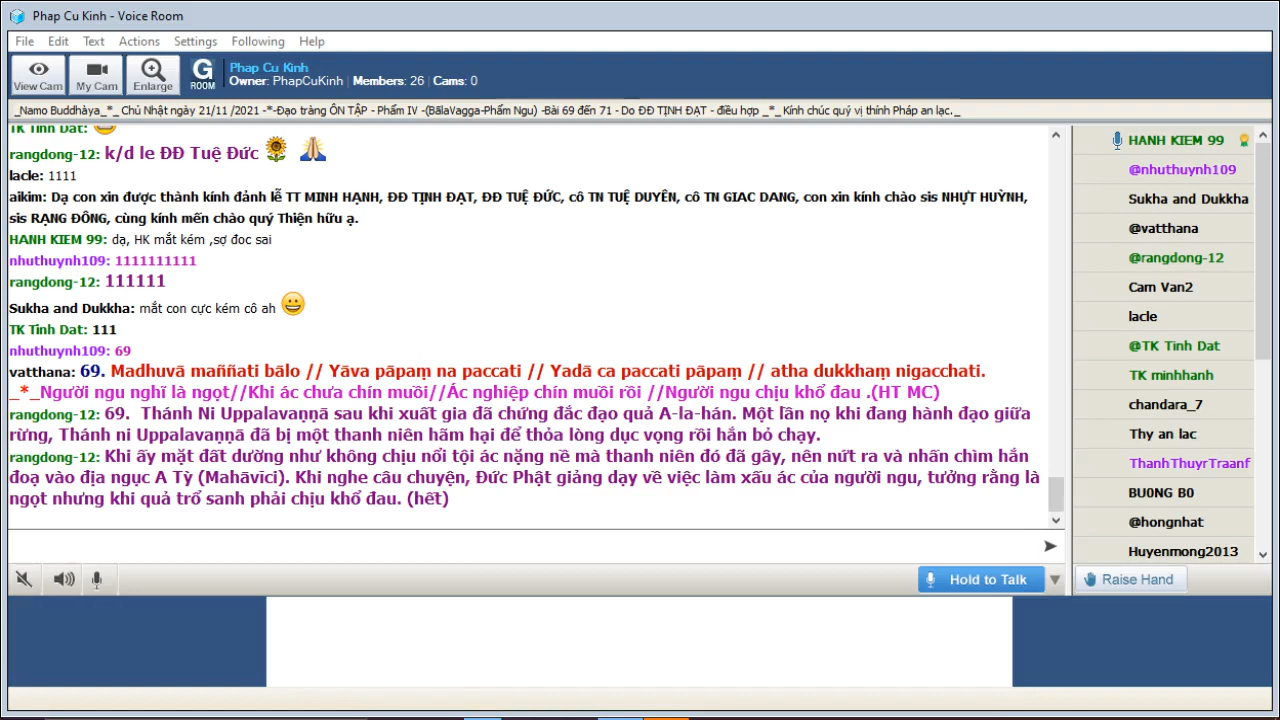 Phap Cu Kinh - Voice Room
File Edit Text Actions Settings Following Help
View Cam My Cam Enlarge G ROOM
Phap Cu Kinh
Owner: PhapCuKinh | Members: 26 | Cams: 0
_Namo Buddhàya_*_ Chủ Nhật ngày 21/11 /2021 -*-Đạo tràng ÔN TẬP - Phẩm IV -(BãlaVagga-Phẩm Ngu) -Bài 69 đến 71 - Do ĐĐ TỊNH ĐẠT - điều hợp _*_ Kính chúc quý vị thính Pháp an lạc._
TK Tinh Dat:
rangdong-12: k/d le ĐĐ Tuệ Đức
lacle: 1111
aikim: Dạ con xin được thành kính đảnh lễ TT MINH HẠNH, ĐĐ TỊNH ĐẠT, ĐĐ TUỆ ĐỨC, cô TN TUỆ DUYÊN, cô TN GIAC DANG, con xin kính chào sis NHỰT HUỲNH,
sis RẠNG ĐÔNG, cùng kính mến chào quý Thiện hữu ạ.
HANH KIEM 99: dạ, HK mắt kém ,sợ đoc sai
nhuthuynh109: 1111111111
rangdong-12: 111111
Sukha and Dukkha: mắt con cực kém cô ah
TK Tinh Dat: 111
nhuthuynh109: 69
vatthana: 69. Madhuvā maññati bālo // Yāva pāpaṃ na paccati // Yadā ca paccati pāpaṃ // atha dukkhaṃ nigacchati.
_*_Người ngu nghĩ là ngọt//Khi ác chưa chín muồi//Ác nghiệp chín muồi rồi //Người ngu chịu khổ đau .(HT MC)
rangdong-12: 69. Thánh Ni Uppalavaṇṇā sau khi xuất gia đã chứng đắc đạo quả A-la-hán. Một lần nọ khi đang hành đạo giữa
rừng, Thánh ni Uppalavaṇṇā đã bị một thanh niên hãm hại để thỏa lòng dục vọng rồi hắn bỏ chạy.
rangdong-12: Khi ấy mặt đất dường như không chịu nổi tội ác nặng nề mà thanh niên đó đã gây, nên nứt ra và nhấn chìm hắn
đoạ vào địa ngục A Tỳ (Mahāvīci). Khi nghe câu chuyện, Đức Phật giảng dạy về việc làm xấu ác của người ngu, tưởng rằng là
ngọt nhưng khi quả trổ sanh phải chịu khổ đau. (hết)
HANH KIEM 99
@nhuthuynh109
Sukha and Dukkha
@vatthana
@rangdong-12
Cam Van2
lacle
@TK Tinh Dat
TK minhhanh
chandara_7
Thy an lac
ThanhThuyrTraanf
BU0NG B0
@hongnhat
Huyenmong2013
Hold to Talk
Raise Hand